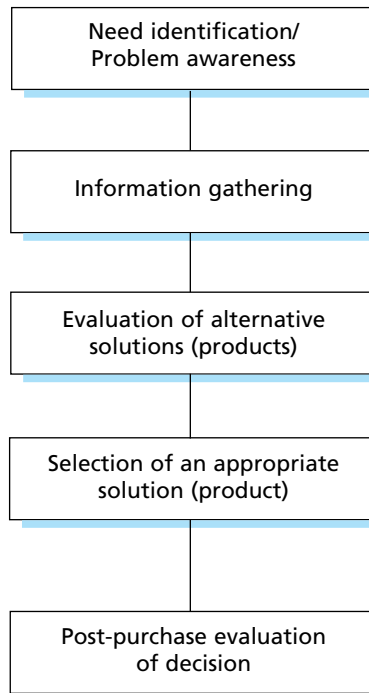 Need identification/
Problem awareness
Information gathering
Evaluation of alternative
solutions (products)
Selection of an appropriate
solution (product)
Post-purchase evaluation
of decision